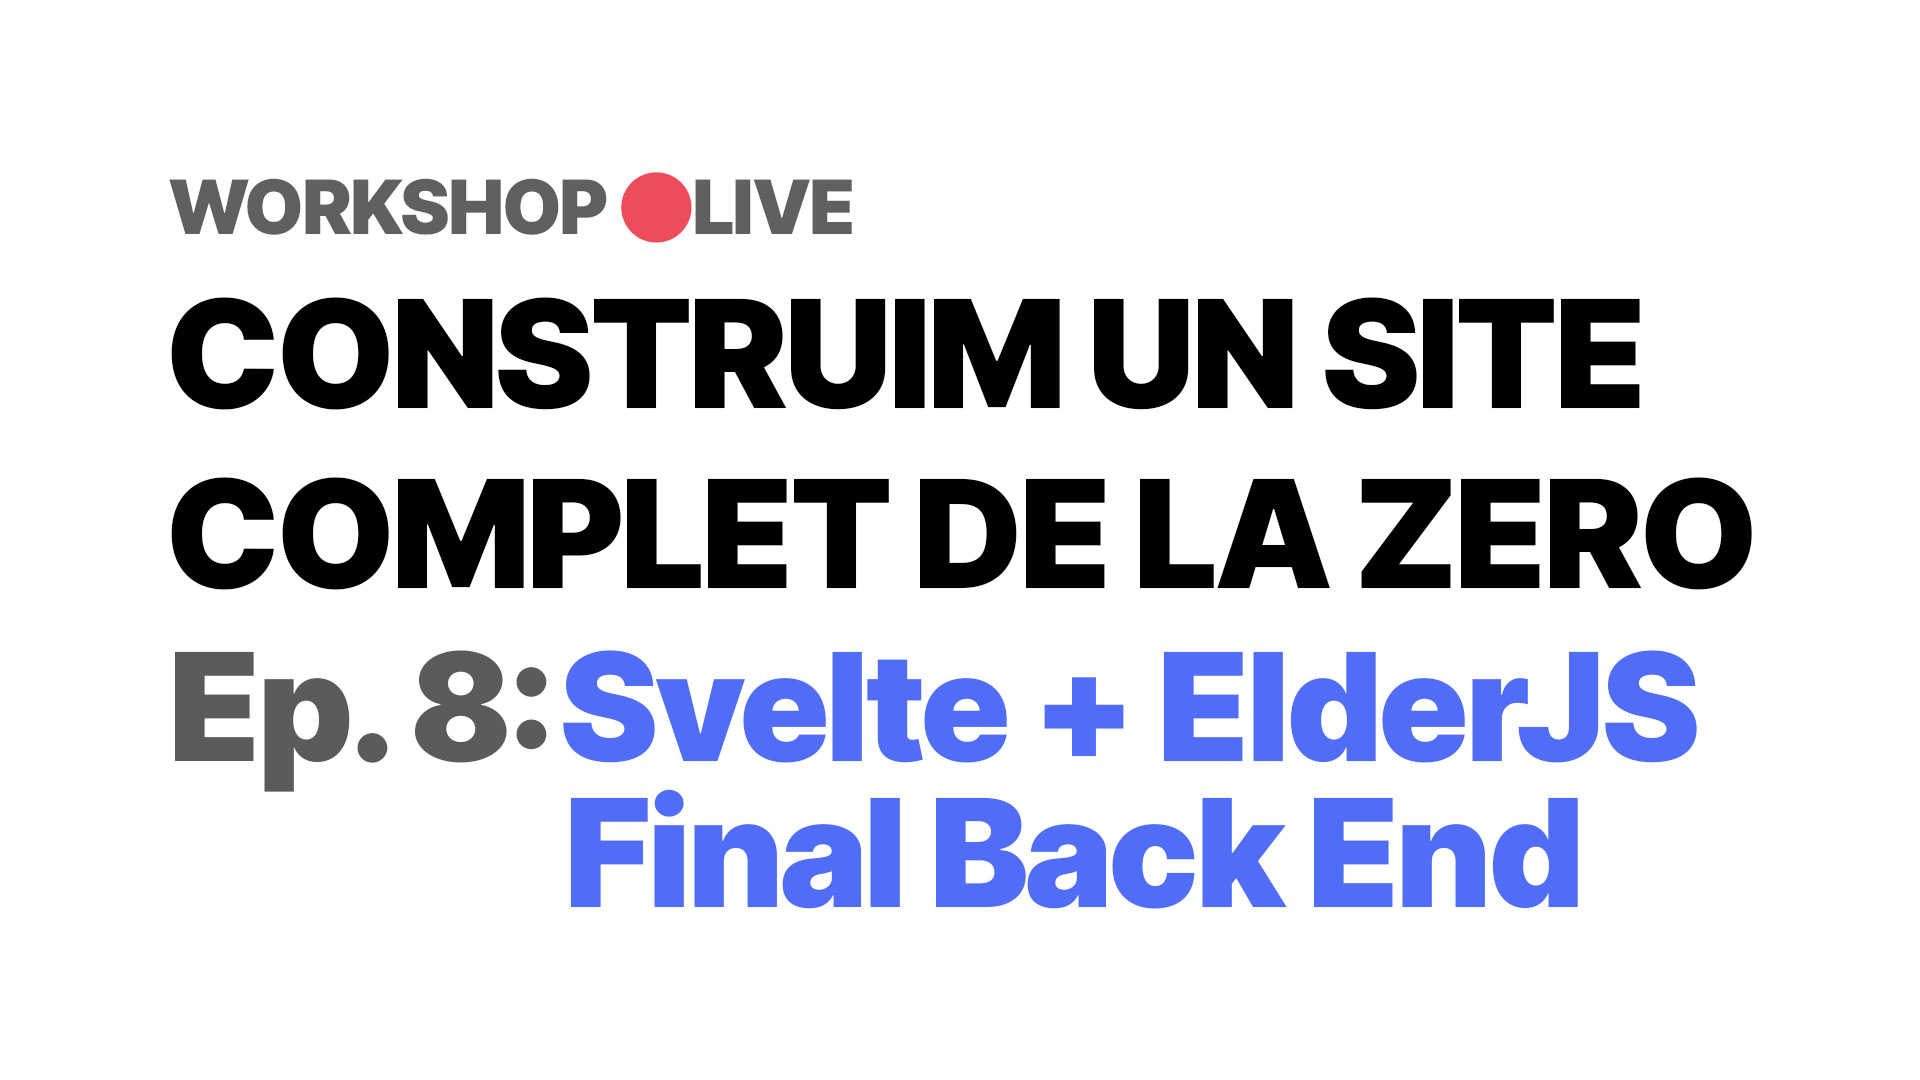 WORKSHOP LIVE
CONSTRUIM UN SITE
COMPLET DE LA ZERO
Ep. 8: Svelte + ElderJS
Final Back End